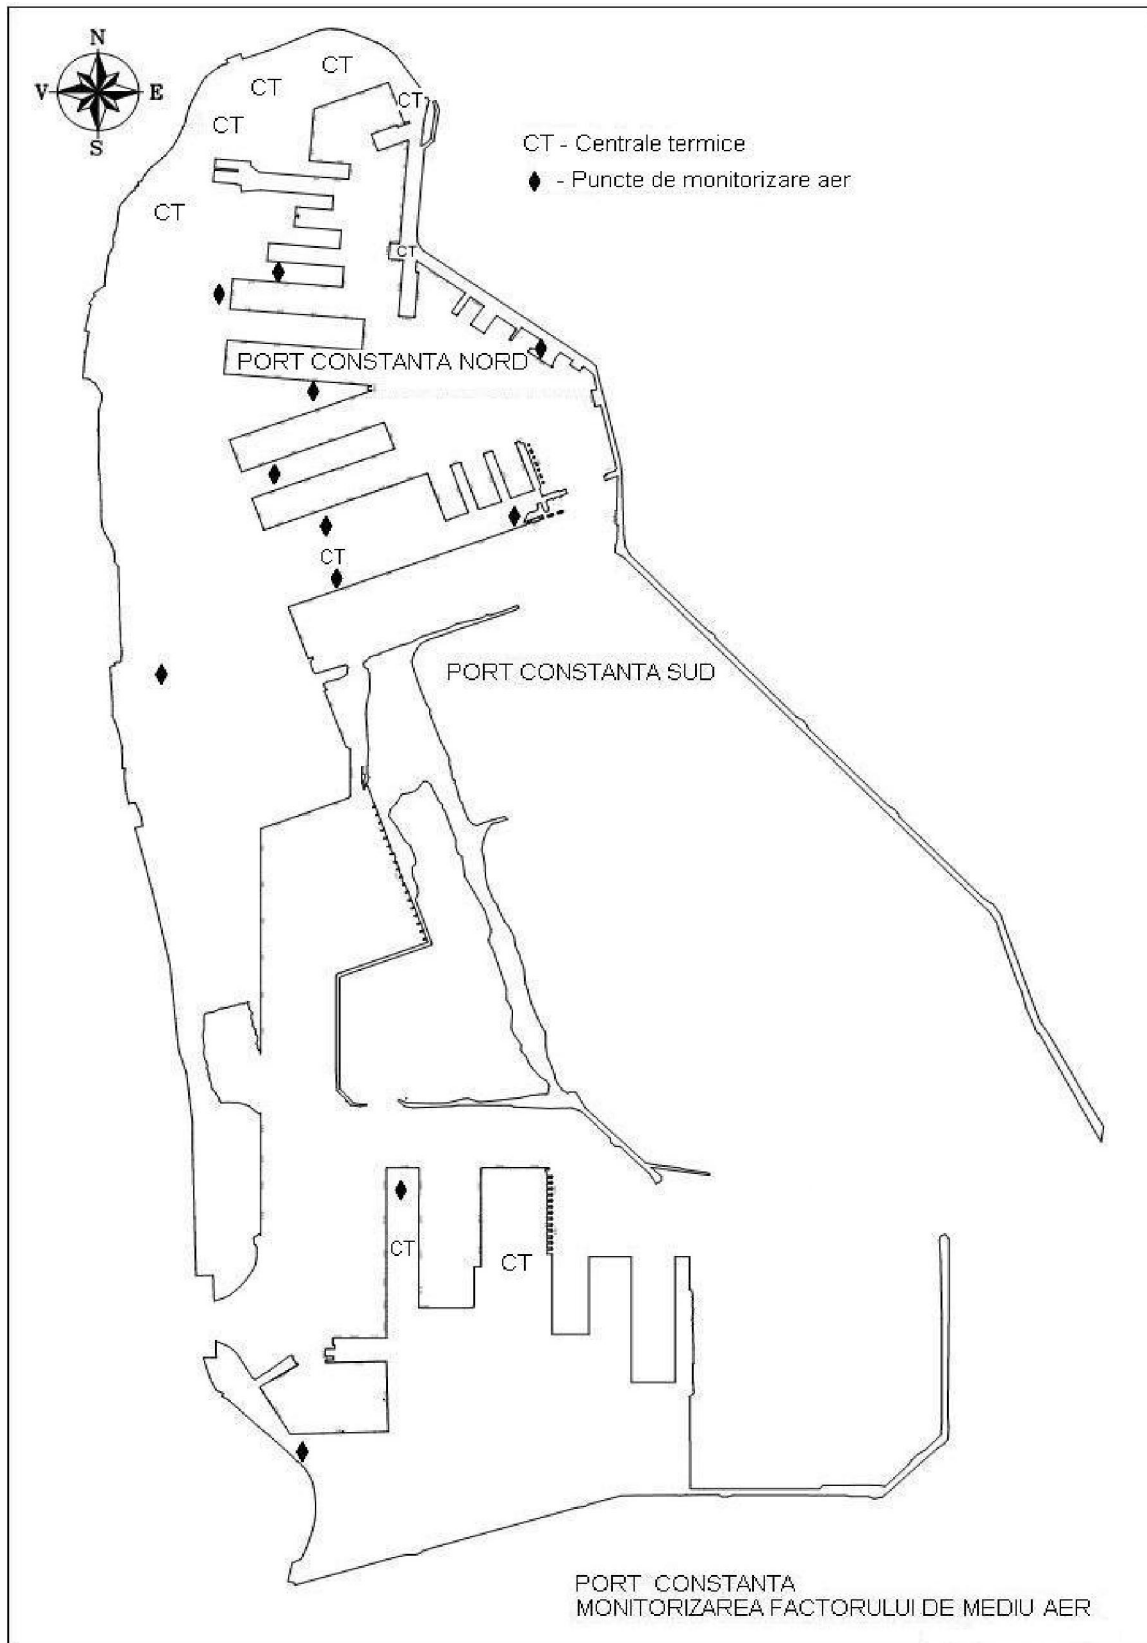 N
V E
S
CT
CT
CT
CT
CT
CT - Centrale termice
- Puncte de monitorizare aer
CT
PORT CONSTANTA NORD
CT
PORT CONSTANTA SUD
CT
CT
PORT CONSTANTA
MONITORIZAREA FACTORULUI DE MEDIU AER